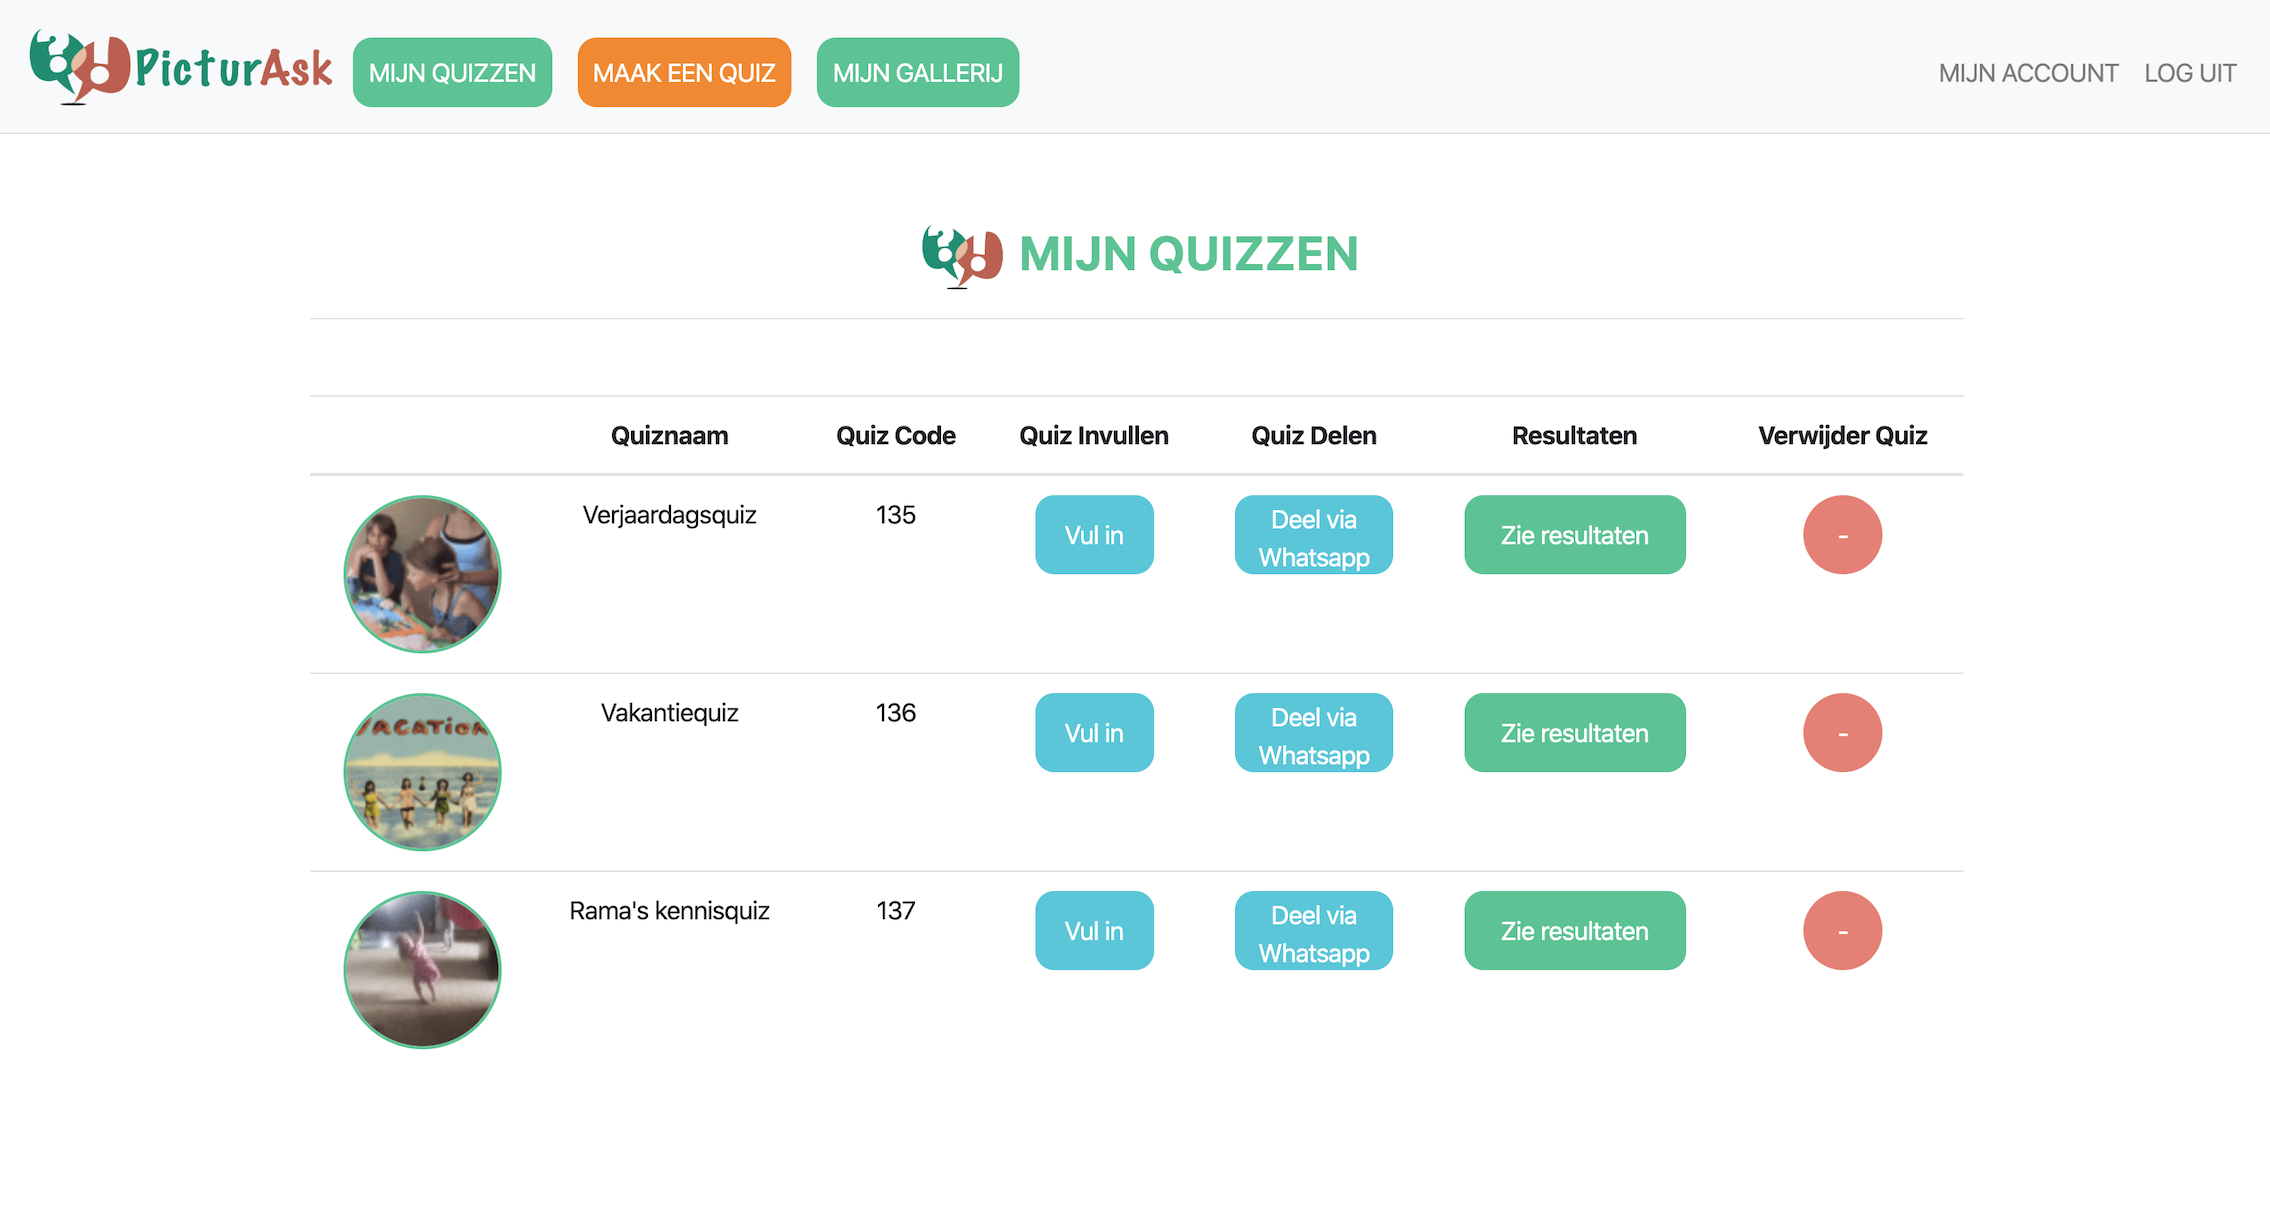 PicturAsk MIJN QUIZZEN MAAK EEN QUIZ MIJN GALLERIJ MIJN ACCOUNT LOG UIT
MIJN QUIZZEN
Quiznaam Quiz Code Quiz Invullen Quiz Delen Resultaten Verwijder Quiz
Verjaardagsquiz 135 Vul in Deel via Whatsapp Zie resultaten -
VACATION
Vakantiequiz 136 Vul in Deel via Whatsapp Zie resultaten -
Rama's kennisquiz 137 Vul in Deel via Whatsapp Zie resultaten -